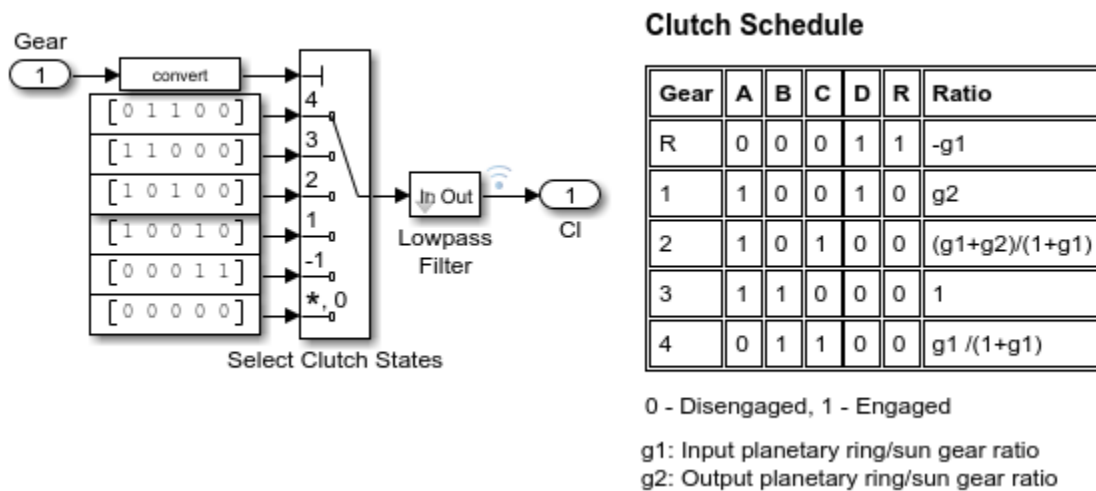 Gear
1
convert
[0 1 1 0 0]
[1 1 0 0 0]
[1 0 1 0 0]
[1 0 0 1 0]
[0 0 0 1 1]
[0 0 0 0 0]
4
3
2
1
-1
*, 0
Select Clutch States
In Out
Lowpass
Filter
1
Cl
Clutch Schedule
Gear A B C D R Ratio
R 0 0 0 1 1 -g1
1 1 0 0 1 0 g2
2 1 0 1 0 0 (g1+g2)/(1+g1)
3 1 1 0 0 0 1
4 0 1 1 0 0 g1 /(1+g1)
0 - Disengaged, 1 - Engaged
g1: Input planetary ring/sun gear ratio
g2: Output planetary ring/sun gear ratio